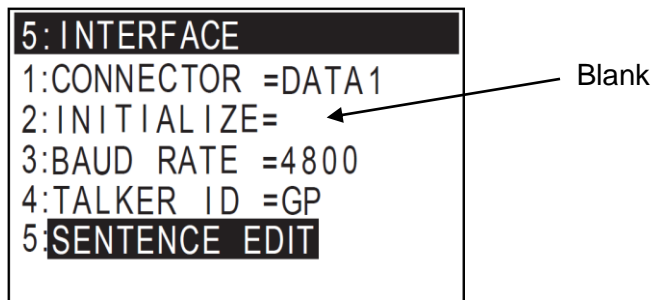 5:INTERFACE
1:CONNECTOR =DATA1
2:INITIALIZE=
Blank
3:BAUD RATE =4800
4:TALKER ID =GP
5:SENTENCE EDIT